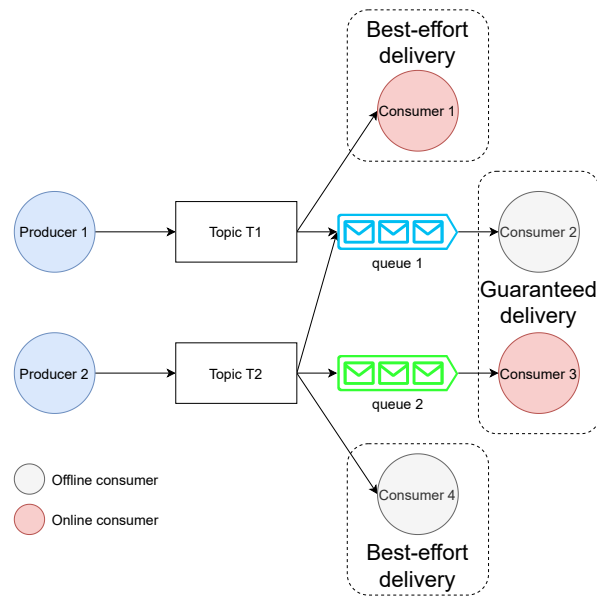 Best-effort
delivery
Consumer 1
Producer 1
Topic T1
queue 1
Consumer 2
Guaranteed
delivery
Producer 2
Topic T2
queue 2
Consumer 3
Offline consumer
Online consumer
Consumer 4
Best-effort
delivery